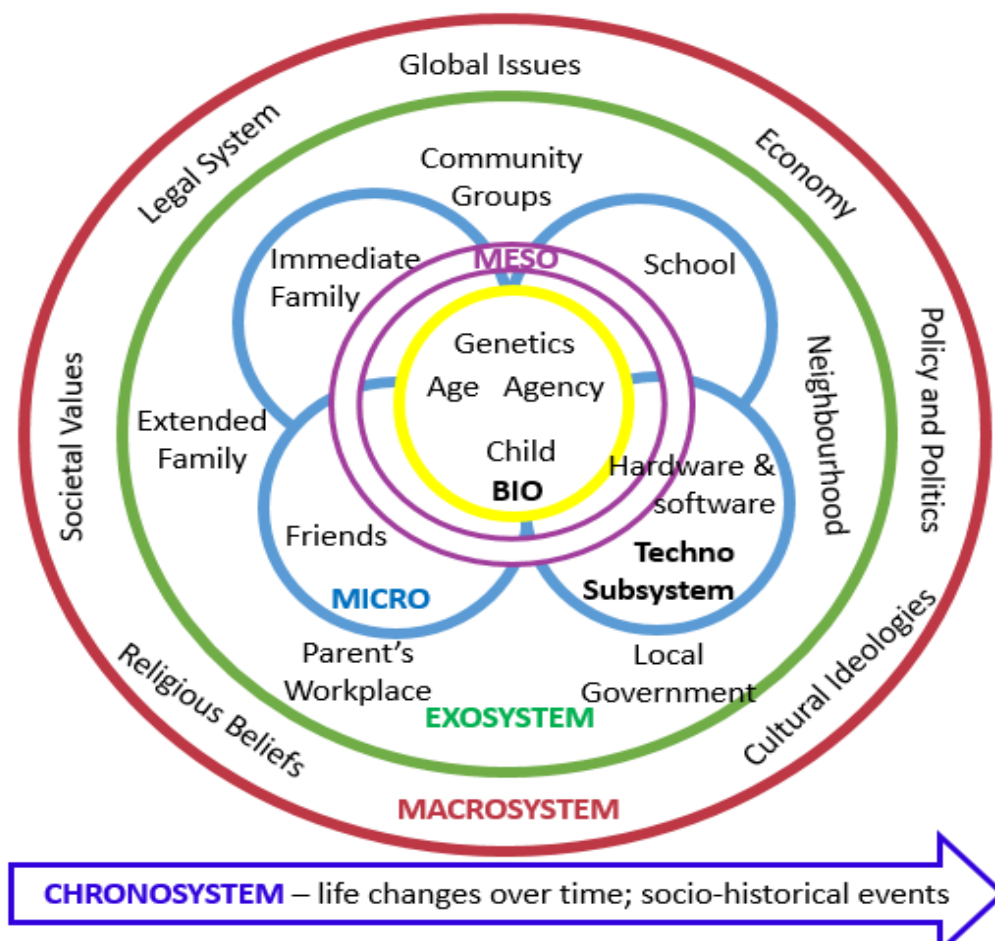 Global Issues
Legal System
Economy
Community
Groups
Immediate
Family
MESO
School
Genetics
Age Agency
Child
BIO
Societal Values
Extended
Family
Hardware &
software
Neighbourhood
Policy and Politics
Friends
Techno
Subsystem
MICRO
Parent's
Workplace
Local
Government
Religious Beliefs
Cultural Ideologies
EXOSYSTEM
MACROSYSTEM
CHRONOSYSTEM – life changes over time; socio-historical events